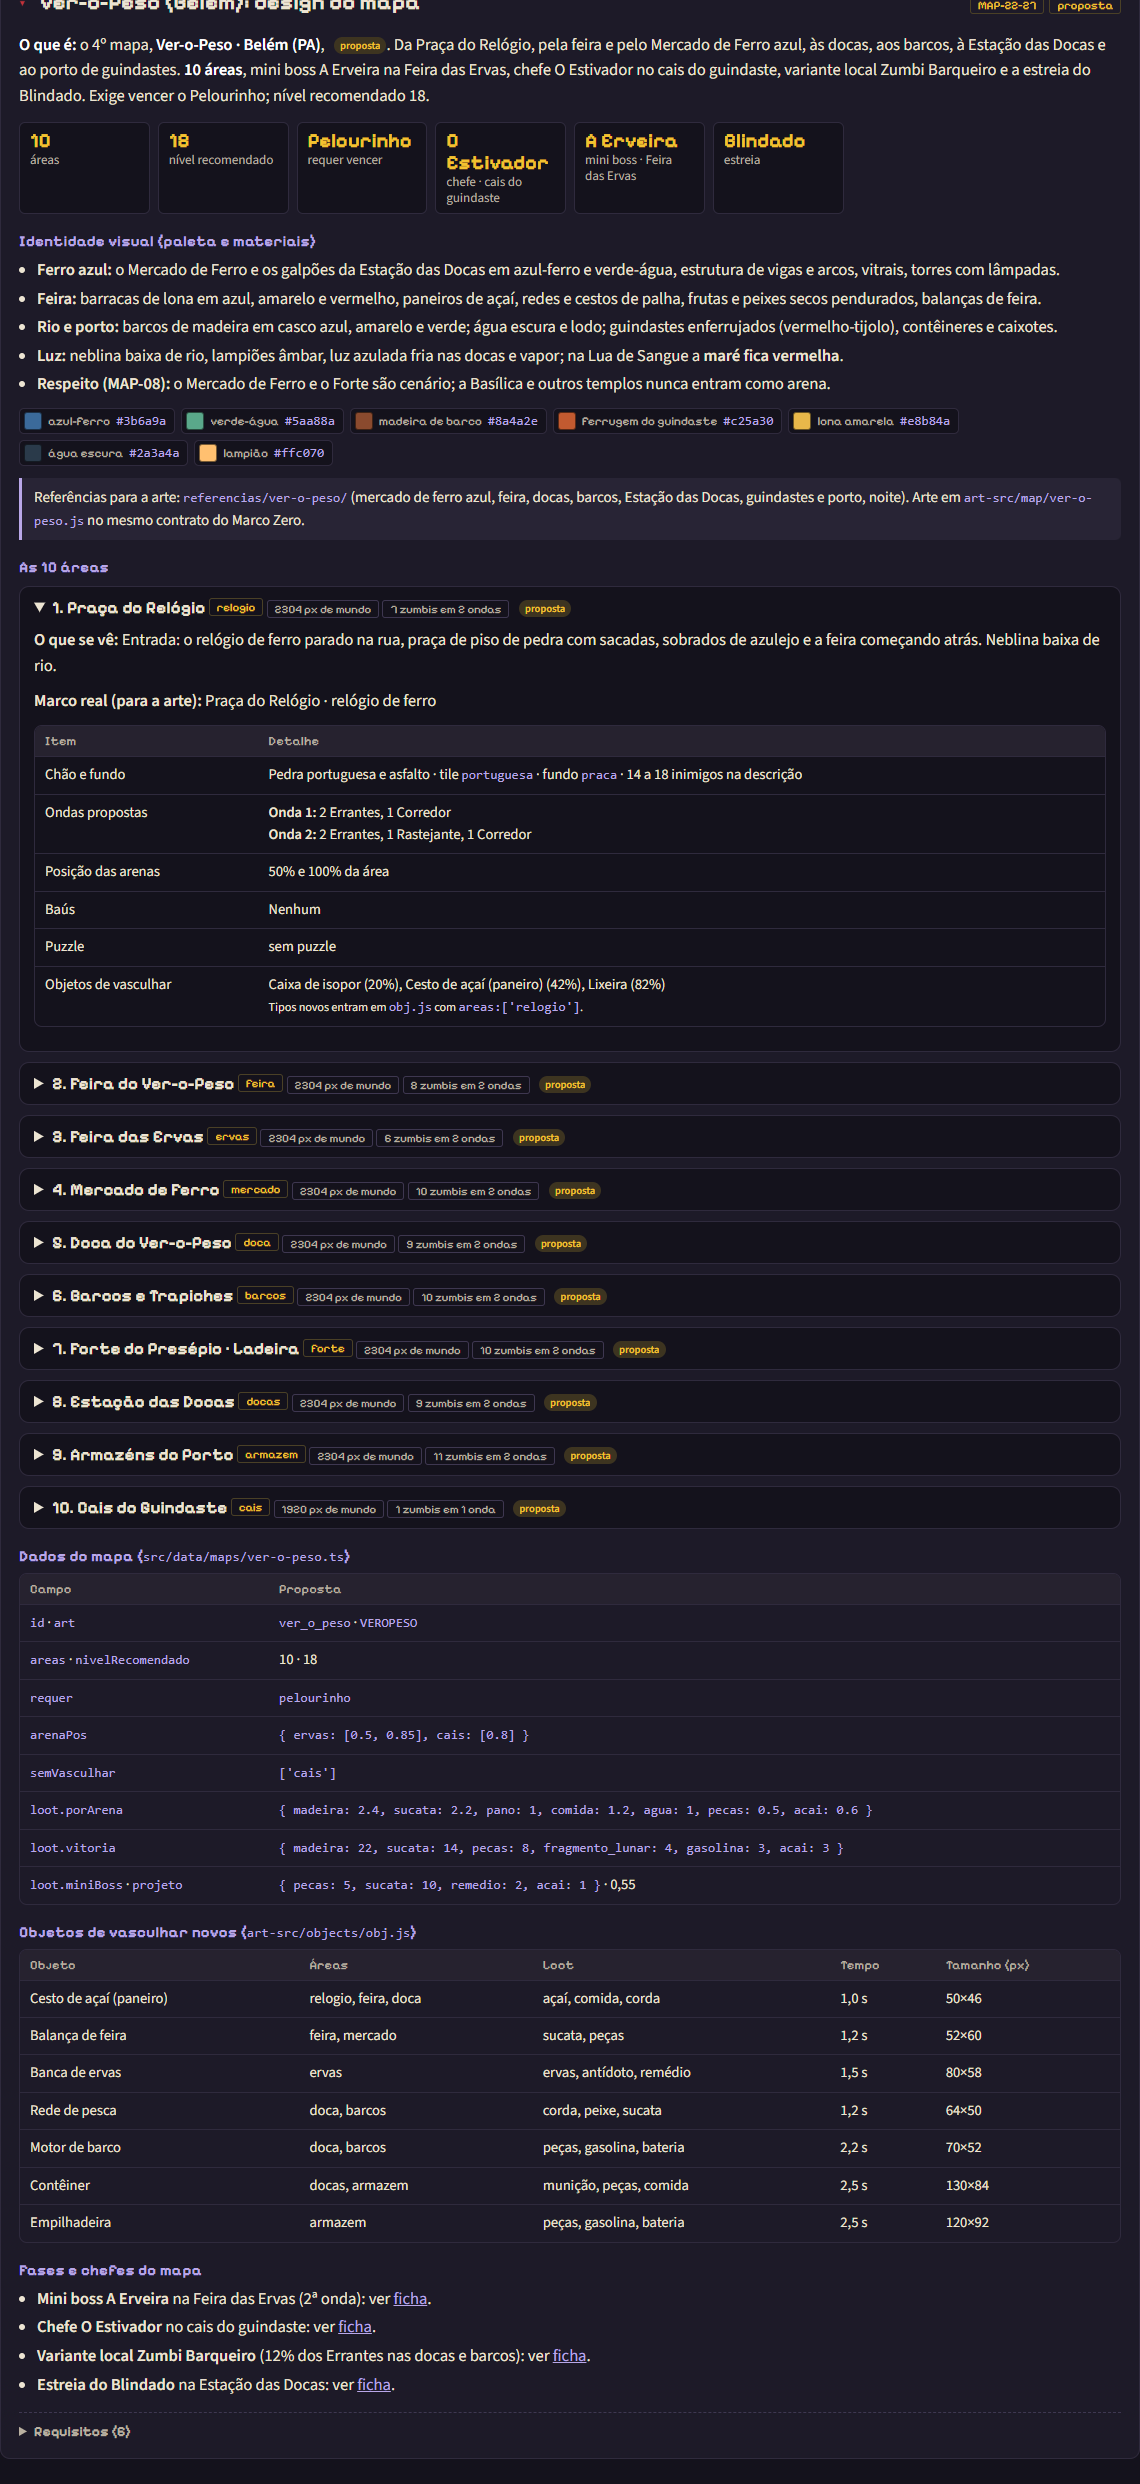 Ver-o-Peso (Belém): design do mapa
MAP-22-27 proposta
O que é: o 4º mapa, Ver-o-Peso · Belém (PA), proposta. Da Praça do Relógio, pela feira e pelo Mercado de Ferro azul, às docas, aos barcos, à Estação das Docas e
ao porto de guindastes. 10 áreas, mini boss A Erveira na Feira das Ervas, chefe O Estivador no cais do guindaste, variante local Zumbi Barqueiro e a estreia do
Blindado. Exige vencer o Pelourinho; nível recomendado 18.
10
áreas
18
nível recomendado
Pelourinho
requer vencer
O
Estivador
chefe · cais do
guindaste
A Erveira
mini boss · Feira
das Ervas
Blindado
estreia
Identidade visual (paleta e materiais)
• Ferro azul: o Mercado de Ferro e os galpões da Estação das Docas em azul-ferro e verde-água, estrutura de vigas e arcos, vitrais, torres com lâmpadas.
• Feira: barracas de lona em azul, amarelo e vermelho, paneiros de açaí, redes e cestos de palha, frutas e peixes secos pendurados, balanças de feira.
• Rio e porto: barcos de madeira em casco azul, amarelo e verde; água escura e lodo; guindastes enferrujados (vermelho-tijolo), contêineres e caixotes.
• Luz: neblina baixa de rio, lampiões âmbar, luz azulada fria nas docas e vapor; na Lua de Sangue a maré fica vermelha.
• Respeito (MAP-08): o Mercado de Ferro e o Forte são cenário; a Basílica e outros templos nunca entram como arena.
azul-ferro #3b6a9a verde-água #5aa88a madeira de barco #8a4a2e ferrugem do guindaste #c25a30 lona amarela #e8b84a
água escura #2a3a4a lampião #ffc070
Referências para a arte: referencias/ver-o-peso/ (mercado de ferro azul, feira, docas, barcos, Estação das Docas, guindastes e porto, noite). Arte em art-src/map/ver-o-
peso.js no mesmo contrato do Marco Zero.
As 10 áreas
▼ 1. Praça do Relógio relogio 2304 px de mundo 7 zumbis em 2 ondas proposta
O que se vê: Entrada: o relógio de ferro parado na rua, praça de piso de pedra com sacadas, sobrados de azulejo e a feira começando atrás. Neblina baixa de
rio.
Marco real (para a arte): Praça do Relógio · relógio de ferro
Item Detalhe
Chão e fundo Pedra portuguesa e asfalto · tile portuguesa · fundo praca · 14 a 18 inimigos na descrição
Ondas propostas Onda 1: 2 Errantes, 1 Corredor
Onda 2: 2 Errantes, 1 Rastejante, 1 Corredor
Posição das arenas 50% e 100% da área
Baús Nenhum
Puzzle sem puzzle
Objetos de vasculhar Caixa de isopor (20%), Cesto de açaí (paneiro) (42%), Lixeira (82%)
Tipos novos entram em obj.js com areas:['relogio'].
▶ 2. Feira do Ver-o-Peso feira 2304 px de mundo 8 zumbis em 2 ondas proposta
▶ 3. Feira das Ervas ervas 2304 px de mundo 6 zumbis em 2 ondas proposta
▶ 4. Mercado de Ferro mercado 2304 px de mundo 10 zumbis em 2 ondas proposta
▶ 5. Doca do Ver-o-Peso doca 2304 px de mundo 9 zumbis em 2 ondas proposta
▶ 6. Barcos e Trapiches barcos 2304 px de mundo 10 zumbis em 2 ondas proposta
▶ 7. Forte do Presépio · Ladeira forte 2304 px de mundo 10 zumbis em 2 ondas proposta
▶ 8. Estação das Docas docas 2304 px de mundo 9 zumbis em 2 ondas proposta
▶ 9. Armazéns do Porto armazem 2304 px de mundo 11 zumbis em 2 ondas proposta
▶ 10. Cais do Guindaste cais 1920 px de mundo 1 zumbis em 1 onda proposta
Dados do mapa (src/data/maps/ver-o-peso.ts)
Campo Proposta
id · art ver_o_peso · VEROPESO
areas · nivelRecomendado 10 · 18
requer pelourinho
arenaPos { ervas: [0.5, 0.85], cais: [0.8] }
semVasculhar ['cais']
loot.porArena { madeira: 2.4, sucata: 2.2, pano: 1, comida: 1.2, agua: 1, pecas: 0.5, acai: 0.6 }
loot.vitoria { madeira: 22, sucata: 14, pecas: 8, fragmento_lunar: 4, gasolina: 3, acai: 3 }
loot.miniBoss · projeto { pecas: 5, sucata: 10, remedio: 2, acai: 1 } · 0,55
Objetos de vasculhar novos (art-src/objects/obj.js)
Objeto Áreas Loot Tempo Tamanho (px)
Cesto de açaí (paneiro) relogio, feira, doca açaí, comida, corda 1,0 s 50×46
Balança de feira feira, mercado sucata, peças 1,2 s 52×60
Banca de ervas ervas ervas, antídoto, remédio 1,5 s 80×58
Rede de pesca doca, barcos corda, peixe, sucata 1,2 s 64×50
Motor de barco doca, barcos peças, gasolina, bateria 2,2 s 70×52
Contêiner docas, armazem munição, peças, comida 2,5 s 130×84
Empilhadeira armazem peças, gasolina, bateria 2,5 s 120×92
Fases e chefes do mapa
• Mini boss A Erveira na Feira das Ervas (2ª onda): ver ficha.
• Chefe O Estivador no cais do guindaste: ver ficha.
• Variante local Zumbi Barqueiro (12% dos Errantes nas docas e barcos): ver ficha.
• Estreia do Blindado na Estação das Docas: ver ficha.
▶ Requisitos (6)